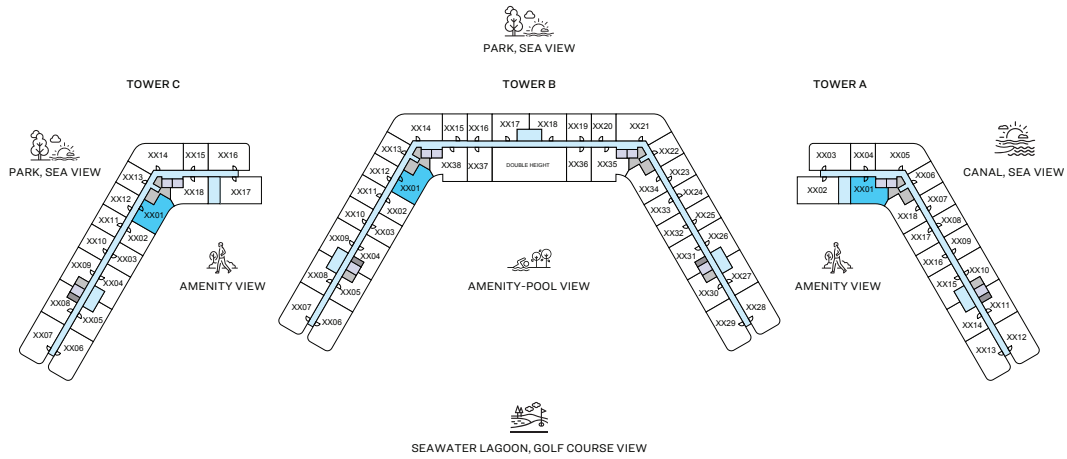 PARK, SEA VIEW
TOWER C
TOWER B
TOWER A
PARK, SEA VIEW
CANAL, SEA VIEW
XX14
XX15
XX16
XX13
XX12
XX11
XX10
XX09
XX08
XX07
XX18
XX17
XX01
XX02
XX03
XX04
XX05
XX06
AMENITY VIEW
XX14
XX15
XX16
XX17
XX18
XX19
XX20
XX21
XX13
XX12
XX11
XX10
XX09
XX08
XX07
XX38
XX37
DOUBLE HEIGHT
XX36
XX35
XX01
XX02
XX03
XX04
XX05
XX06
XX22
XX23
XX24
XX25
XX26
XX27
XX28
XX34
XX33
XX32
XX31
XX30
XX29
AMENITY-POOL VIEW
XX03
XX04
XX05
XX02
XX01
XX06
XX07
XX08
XX09
XX10
XX11
XX12
XX18
XX17
XX16
XX15
XX14
XX13
AMENITY VIEW
SEAWATER LAGOON, GOLF COURSE VIEW